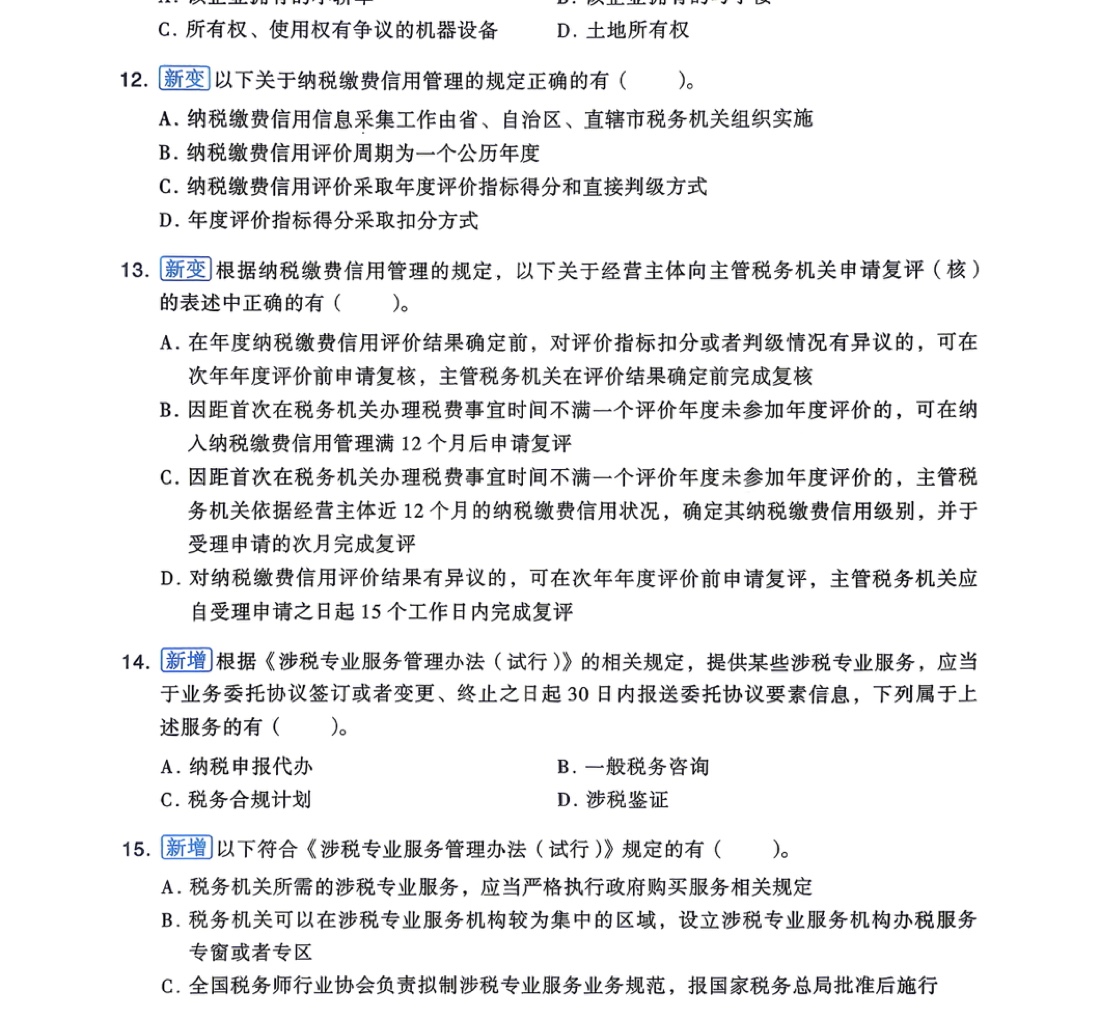 C. 所有权、使用权有争议的机器设备 D. 土地所有权
12. 新变 以下关于纳税缴费信用管理的规定正确的有（　　）。
A. 纳税缴费信用信息采集工作由省、自治区、直辖市税务机关组织实施
B. 纳税缴费信用评价周期为一个公历年度
C. 纳税缴费信用评价采取年度评价指标得分和直接判级方式
D. 年度评价指标得分采取扣分方式
13. 新变 根据纳税缴费信用管理的规定，以下关于经营主体向主管税务机关申请复评（核）
的表述中正确的有（　　）。
A. 在年度纳税缴费信用评价结果确定前，对评价指标扣分或者判级情况有异议的，可在
次年年度评价前申请复核，主管税务机关在评价结果确定前完成复核
B. 因距首次在税务机关办理税费事宜时间不满一个评价年度未参加年度评价的，可在纳
入纳税缴费信用管理满 12 个月后申请复评
C. 因距首次在税务机关办理税费事宜时间不满一个评价年度未参加年度评价的，主管税
务机关依据经营主体近 12 个月的纳税缴费信用状况，确定其纳税缴费信用级别，并于
受理申请的次月完成复评
D. 对纳税缴费信用评价结果有异议的，可在次年年度评价前申请复评，主管税务机关应
自受理申请之日起 15 个工作日内完成复评
14. 新增 根据《涉税专业服务管理办法（试行）》的相关规定，提供某些涉税专业服务，应当
于业务委托协议签订或者变更、终止之日起 30 日内报送委托协议要素信息，下列属于上
述服务的有（　　）。
A. 纳税申报代办 B. 一般税务咨询
C. 税务合规计划 D. 涉税鉴证
15. 新增 以下符合《涉税专业服务管理办法（试行）》规定的有（　　）。
A. 税务机关所需的涉税专业服务，应当严格执行政府购买服务相关规定
B. 税务机关可以在涉税专业服务机构较为集中的区域，设立涉税专业服务机构办税服务
专窗或者专区
C. 全国税务师行业协会负责拟制涉税专业服务业务规范，报国家税务总局批准后施行